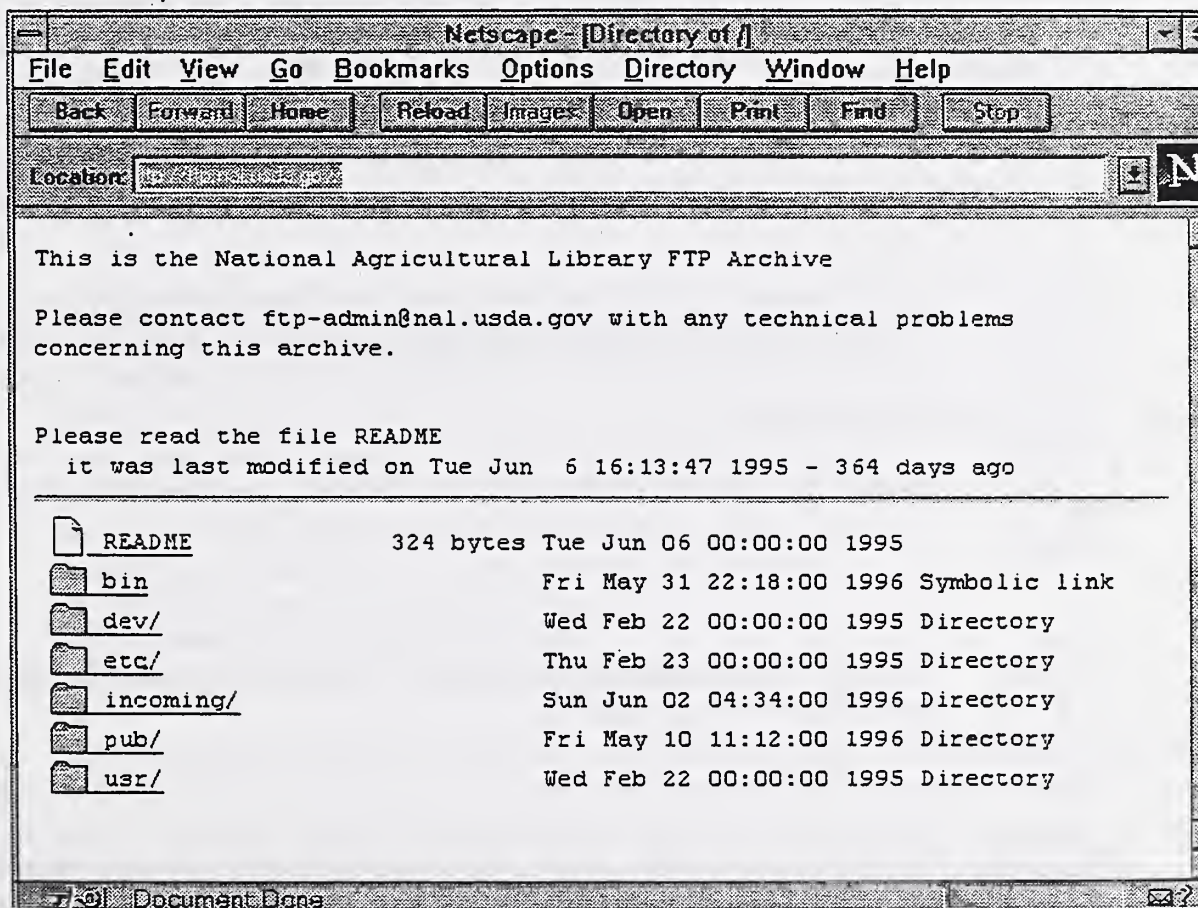 Netscape - [Directory of /]
File Edit View Go Bookmarks Options Directory Window Help
Back Forward Home Reload Images Open Print Find Stop
Location:
N
This is the National Agricultural Library FTP Archive
Please contact ftp-admin@nal.usda.gov with any technical problems
concerning this archive.
Please read the file README
it was last modified on Tue Jun 6 16:13:47 1995 - 364 days ago
README 324 bytes Tue Jun 06 00:00:00 1995
bin Fri May 31 22:18:00 1996 Symbolic link
dev/ Wed Feb 22 00:00:00 1995 Directory
etc/ Thu Feb 23 00:00:00 1995 Directory
incoming/ Sun Jun 02 04:34:00 1996 Directory
pub/ Fri May 10 11:12:00 1996 Directory
usr/ Wed Feb 22 00:00:00 1995 Directory
Document: Done